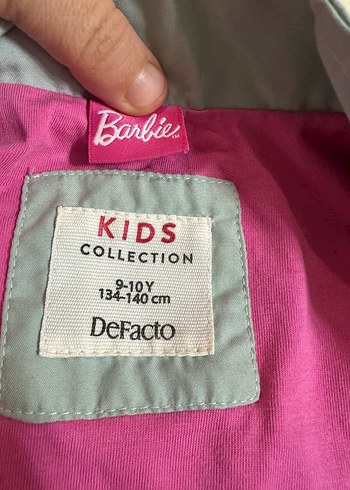 Barbie
KIDS
COLLECTION
9-10 Y
134-140 cm
DeFacto